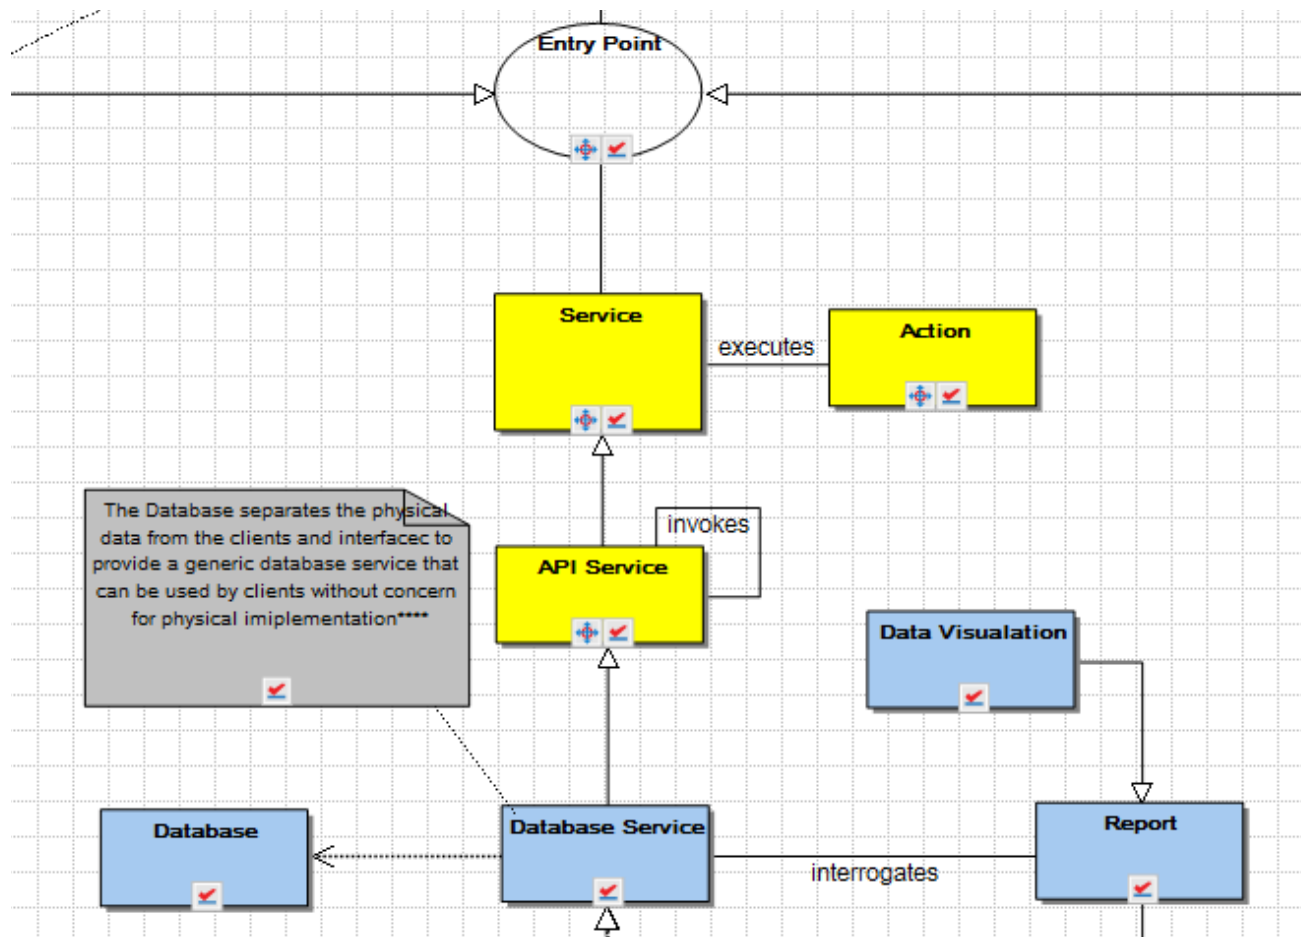 Entry Point
Service
executes
Action
The Database separates the physical
data from the clients and interfacec to
provide a generic database service that
can be used by clients without concern
for physical imiplementation****
invokes
API Service
Data Visualation
Database
Database Service
interrogates
Report